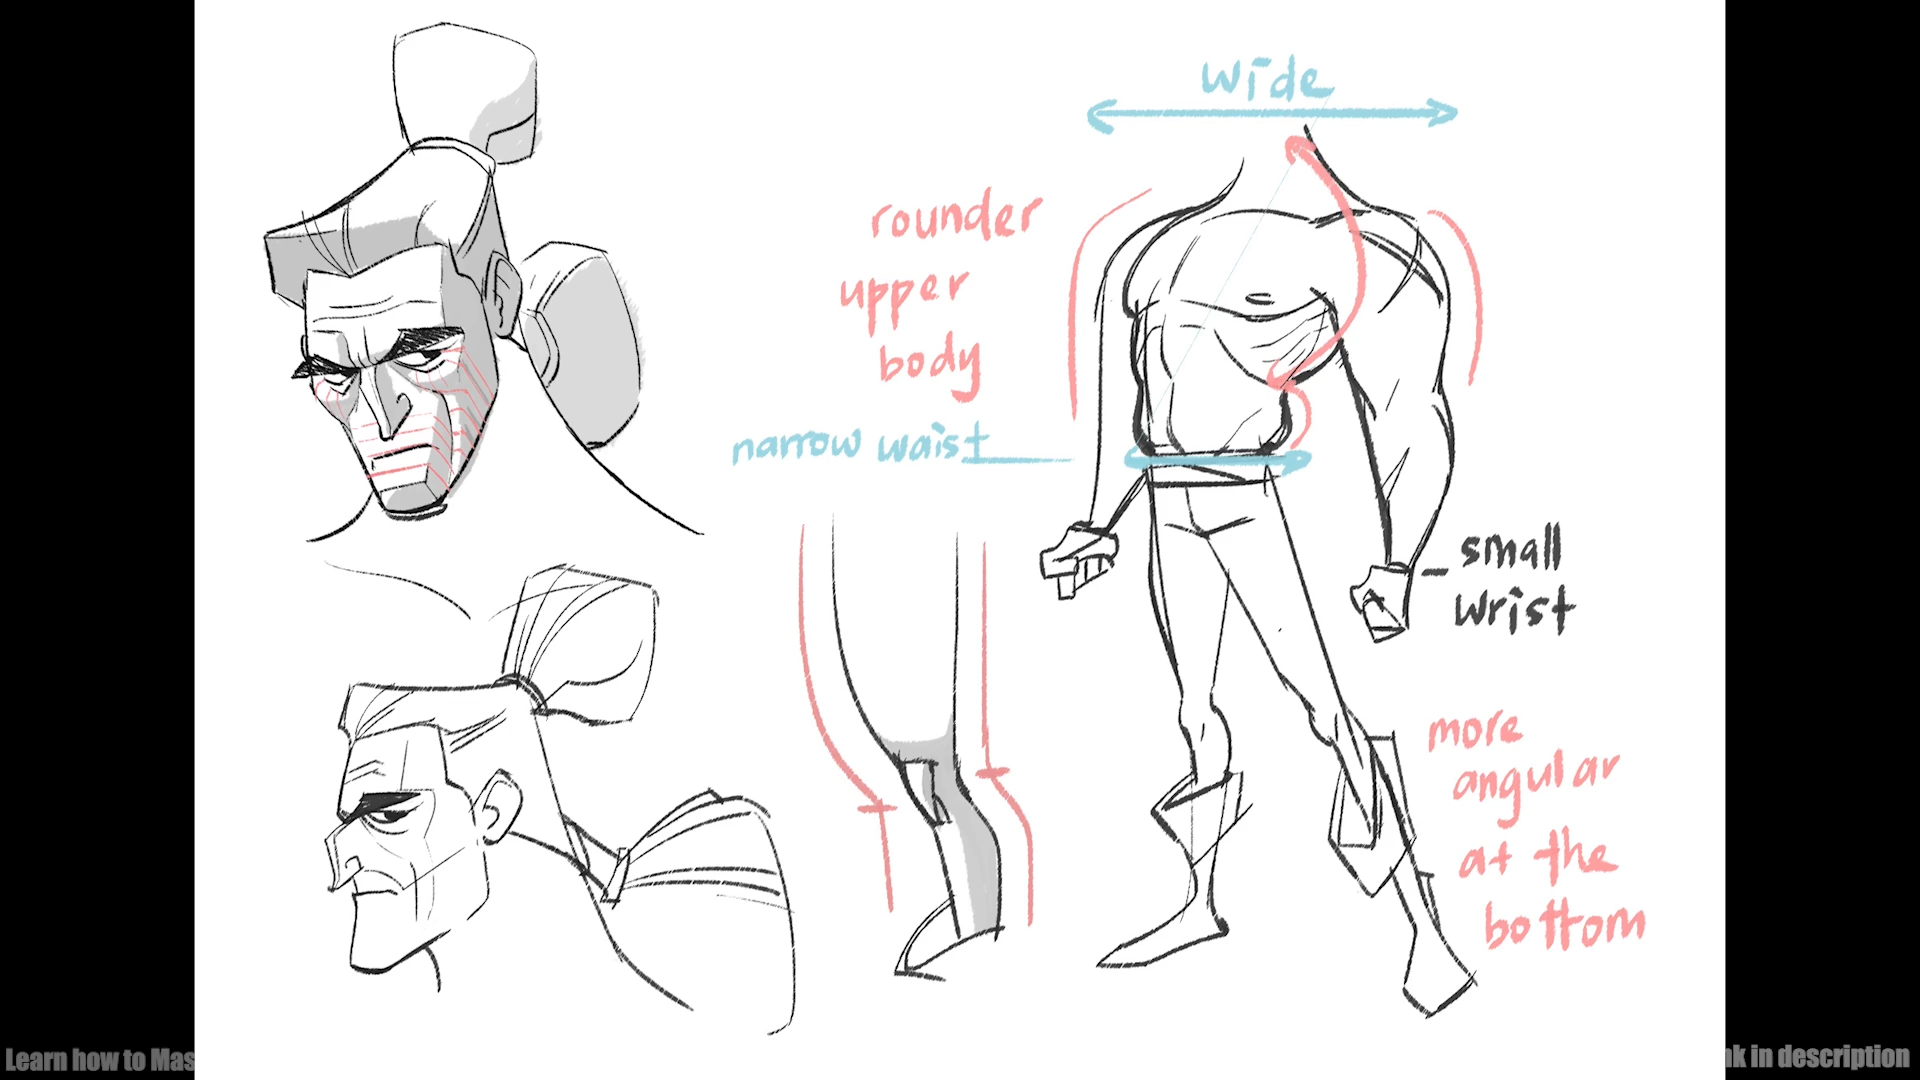 wide
rounder
upper
body
narrow waist
small
wrist
more
angular
at the
bottom
Learn how to Mas
nk in description